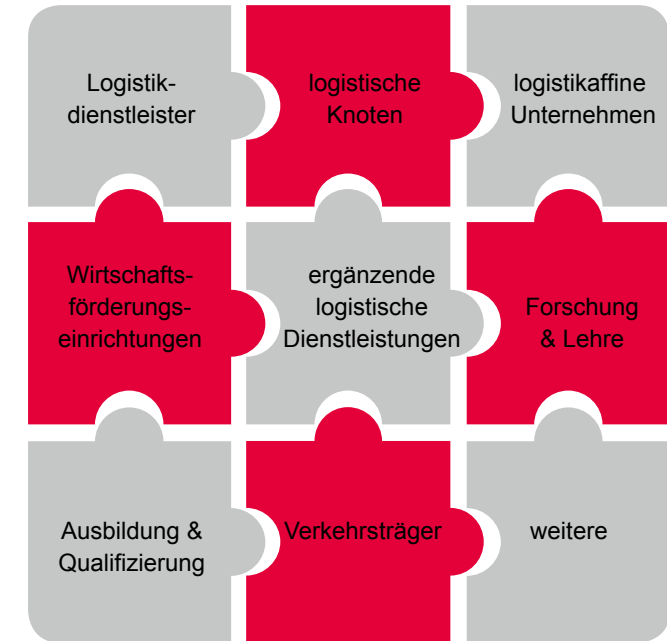 Logistik-
dienstleister
logistische
Knoten
logistikaffine
Unternehmen
Wirtschafts-
förderungs-
einrichtungen
ergänzende
logistische
Dienstleistungen
Forschung
& Lehre
Ausbildung &
Qualifizierung
Verkehrsträger
weitere